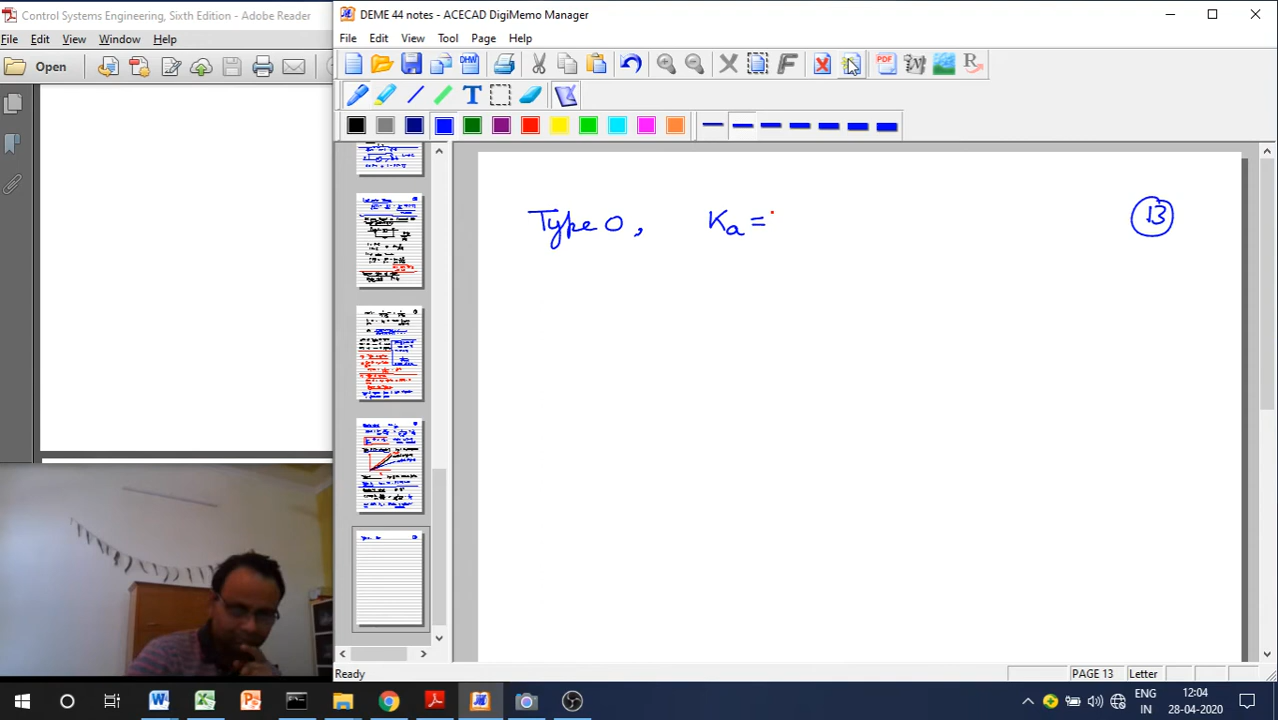 Control Systems Engineering, Sixth Edition - Adobe Reader
DEME 44 notes - ACECAD DigiMemo Manager
File Edit View Window Help
File Edit View Tool Page Help
Open
DHW
PDF
Type 0, Ka =
13
Ready
PAGE 13
Letter
ENG
IN
12:04
28-04-2020